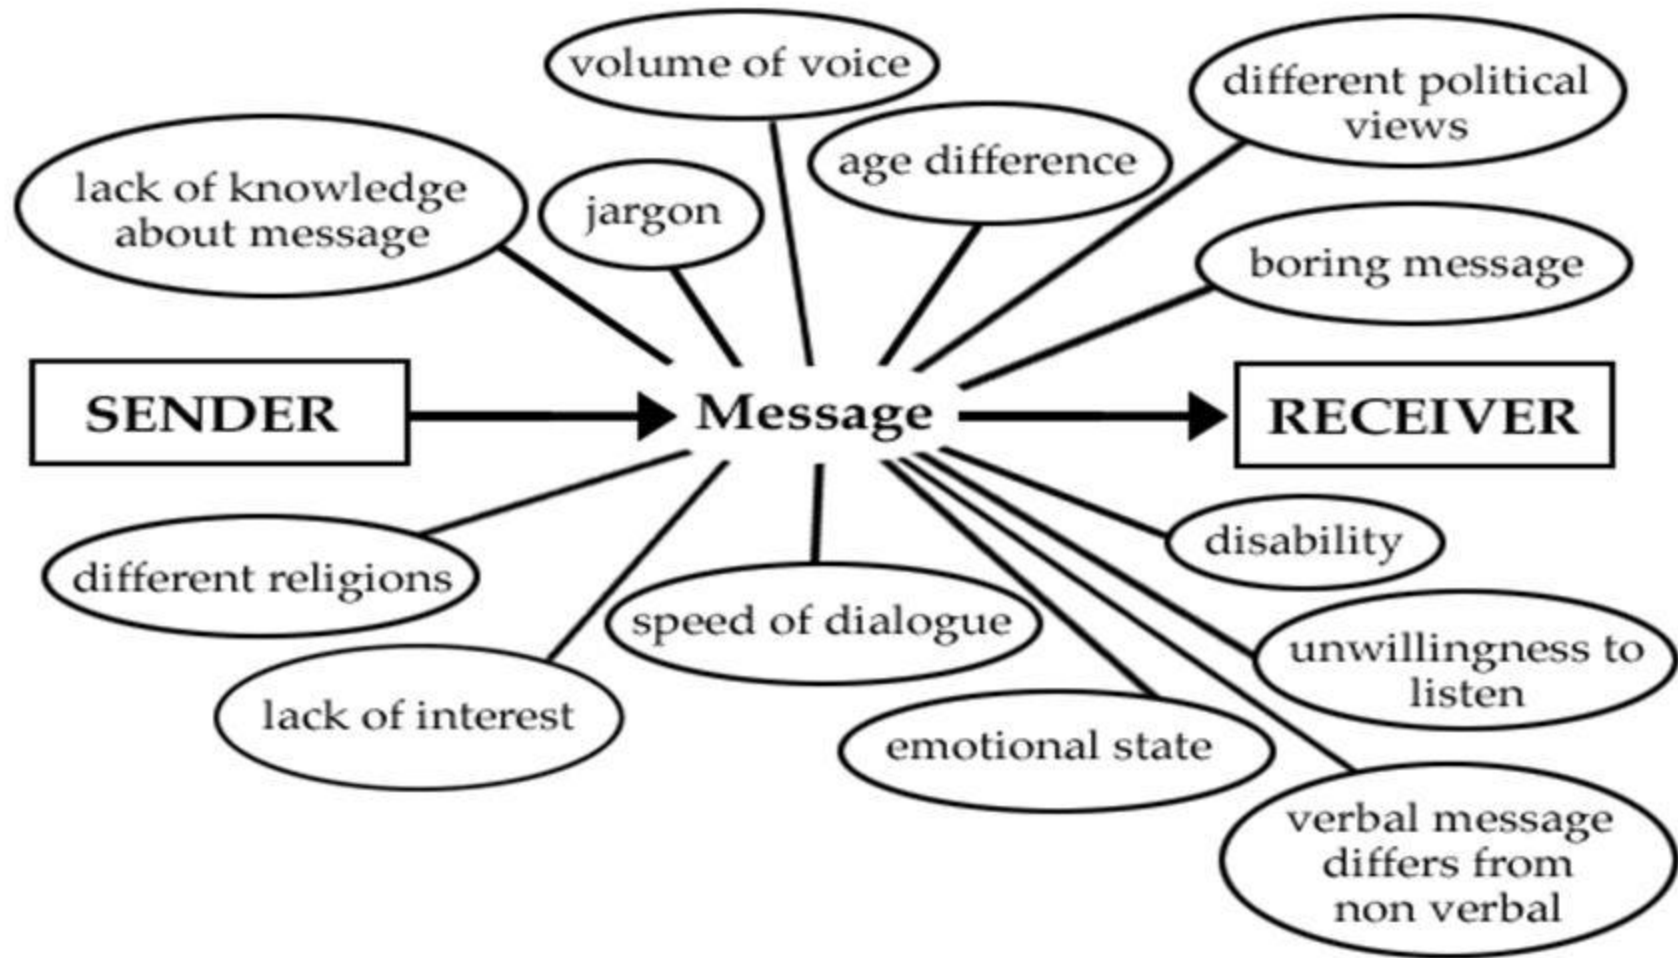 volume of voice
different political
views
age difference
lack of knowledge
about message
jargon
boring message
SENDER
Message
RECEIVER
disability
different religions
speed of dialogue
unwillingness to
listen
lack of interest
emotional state
verbal message
differs from
non verbal